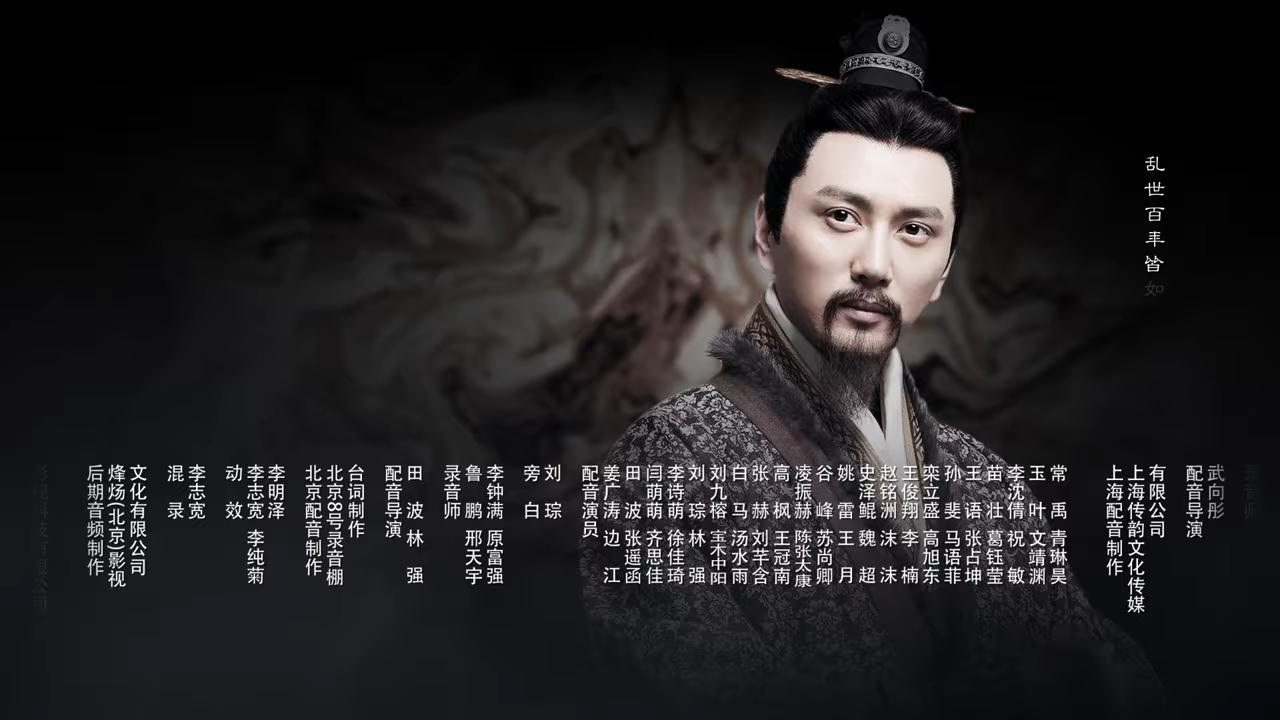 乱世百年皆如
后期音频制作
烽炀(北京)影视
文化有限公司
混 录
李志宽
动 效
李志宽 李纯菊
李明泽
北京配音制作
北京80号录音棚
台词制作
配音导演
田 波 林 强
录音师
鲁 鹏 邢天宇
李钟满 原富强
旁 白
刘 琮
配音演员
姜广涛 边 江
田 波 张遥函
闫萌萌 齐思佳
李诗萌 徐佳琦
刘 琮 林 强
刘九榕 宝木中阳
白 马 汤水雨
张 赫 刘芊含
高 枫 王冠南
凌振赫 陈张太康
谷 峰 苏尚卿
姚 雷 王 月
史泽鲲 魏 超
赵铭洲 沫 沫
王俊翔 李 楠
栾立盛 高旭东
孙 斐 马语菲
王 语 张占坤
苗 壮 葛钰莹
李沈倩 祝 敏
玉 叶 文靖渊
常 禹 青琳昊
上海配音制作
上海传韵文化传媒
有限公司
配音导演
武向彤